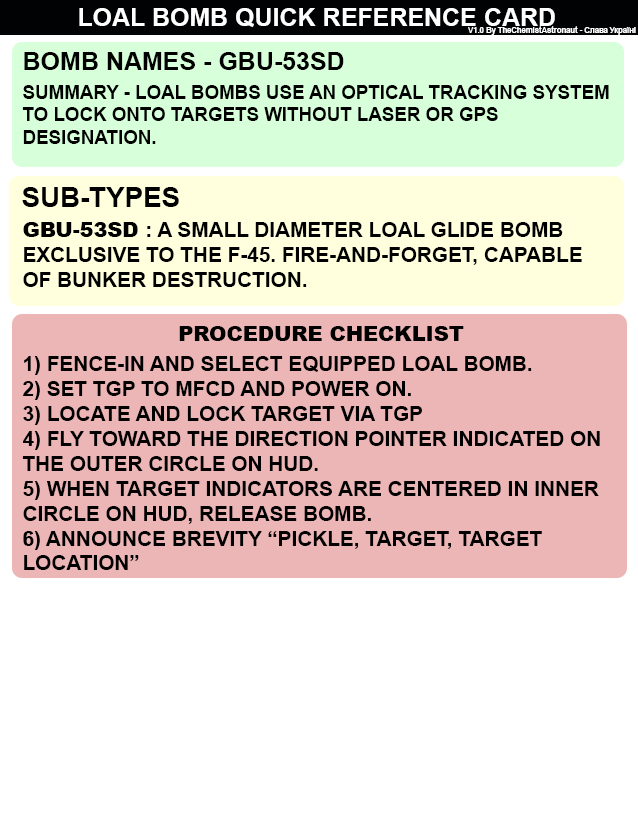 LOAL BOMB QUICK REFERENCE CARD
V1.0 By TheChemistAstronaut - Слава Україні
BOMB NAMES - GBU-53SD
SUMMARY - LOAL BOMBS USE AN OPTICAL TRACKING SYSTEM
TO LOCK ONTO TARGETS WITHOUT LASER OR GPS
DESIGNATION.
SUB-TYPES
GBU-53SD : A SMALL DIAMETER LOAL GLIDE BOMB
EXCLUSIVE TO THE F-45. FIRE-AND-FORGET, CAPABLE
OF BUNKER DESTRUCTION.
PROCEDURE CHECKLIST
1) FENCE-IN AND SELECT EQUIPPED LOAL BOMB.
2) SET TGP TO MFCD AND POWER ON.
3) LOCATE AND LOCK TARGET VIA TGP
4) FLY TOWARD THE DIRECTION POINTER INDICATED ON
THE OUTER CIRCLE ON HUD.
5) WHEN TARGET INDICATORS ARE CENTERED IN INNER
CIRCLE ON HUD, RELEASE BOMB.
6) ANNOUNCE BREVITY “PICKLE, TARGET, TARGET
LOCATION”